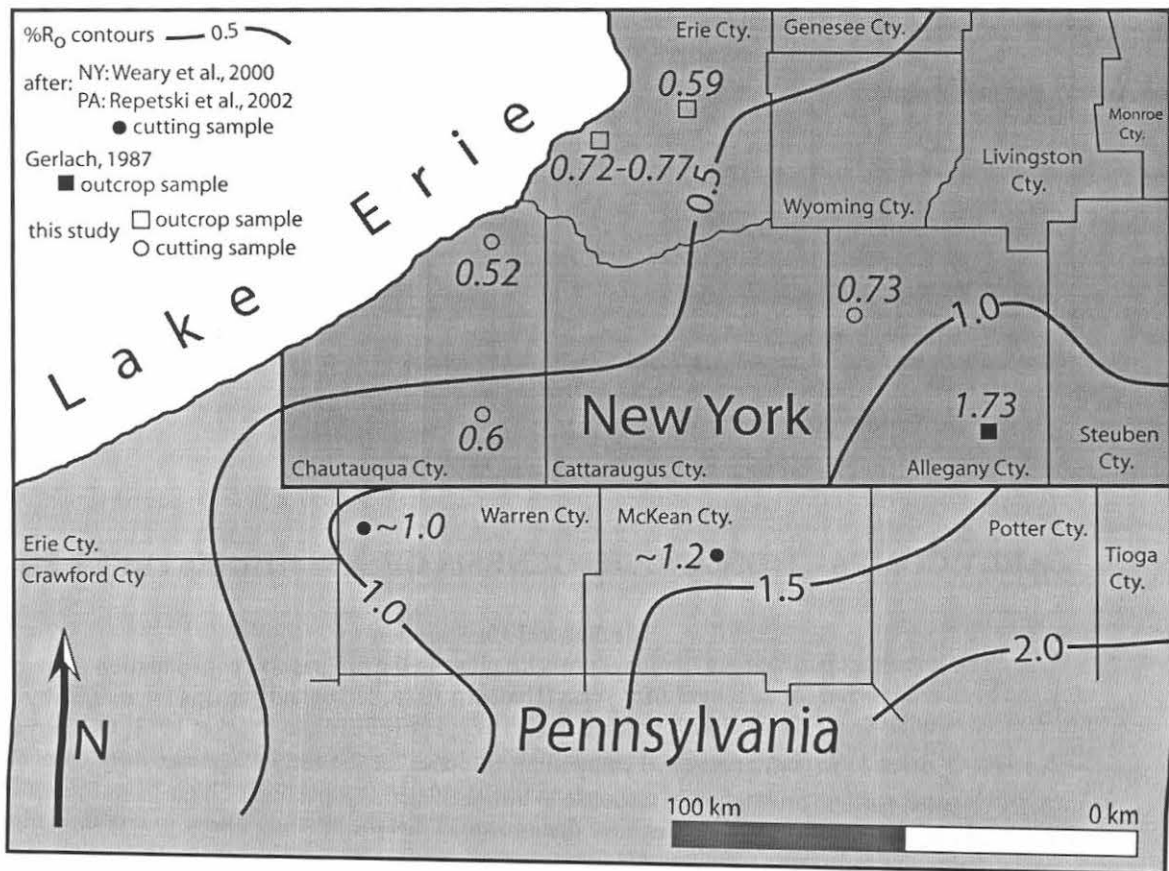 %Ro contours 0.5
after: NY: Weary et al., 2000
PA: Repetski et al., 2002
cutting sample
Gerlach, 1987
outcrop sample
this study
outcrop sample
cutting sample
Lake Erie
Erie Cty.
Genesee Cty.
0.59
Monroe
Cty.
0.72-0.77
0.5
Livingston
Cty.
Wyoming Cty.
0.52
0.73
1.0
New York
0.6
1.73
Steuben
Cty.
Chautauqua Cty.
Cattaraugus Cty.
Allegany Cty.
~1.0
Warren Cty.
McKean Cty.
Potter Cty.
Erie Cty.
~1.2
Tioga
Cty.
Crawford Cty
1.0
1.5
2.0
Pennsylvania
N
100 km
0 km